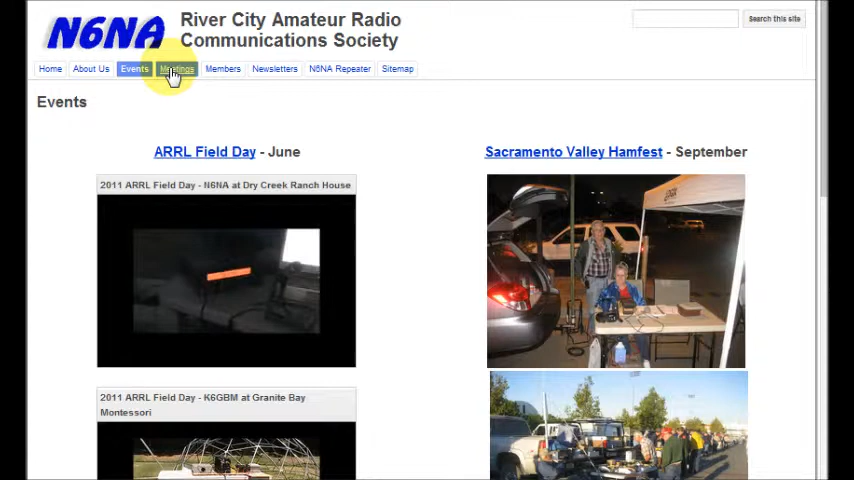 N6NA
River City Amateur Radio
Communications Society
Search this site
Home About Us Events Meetings Members Newsletters N6NA Repeater Sitemap
Events
ARRL Field Day - June
Sacramento Valley Hamfest - September
2011 ARRL Field Day - N6NA at Dry Creek Ranch House
2011 ARRL Field Day - K6GBM at Granite Bay
Montessori